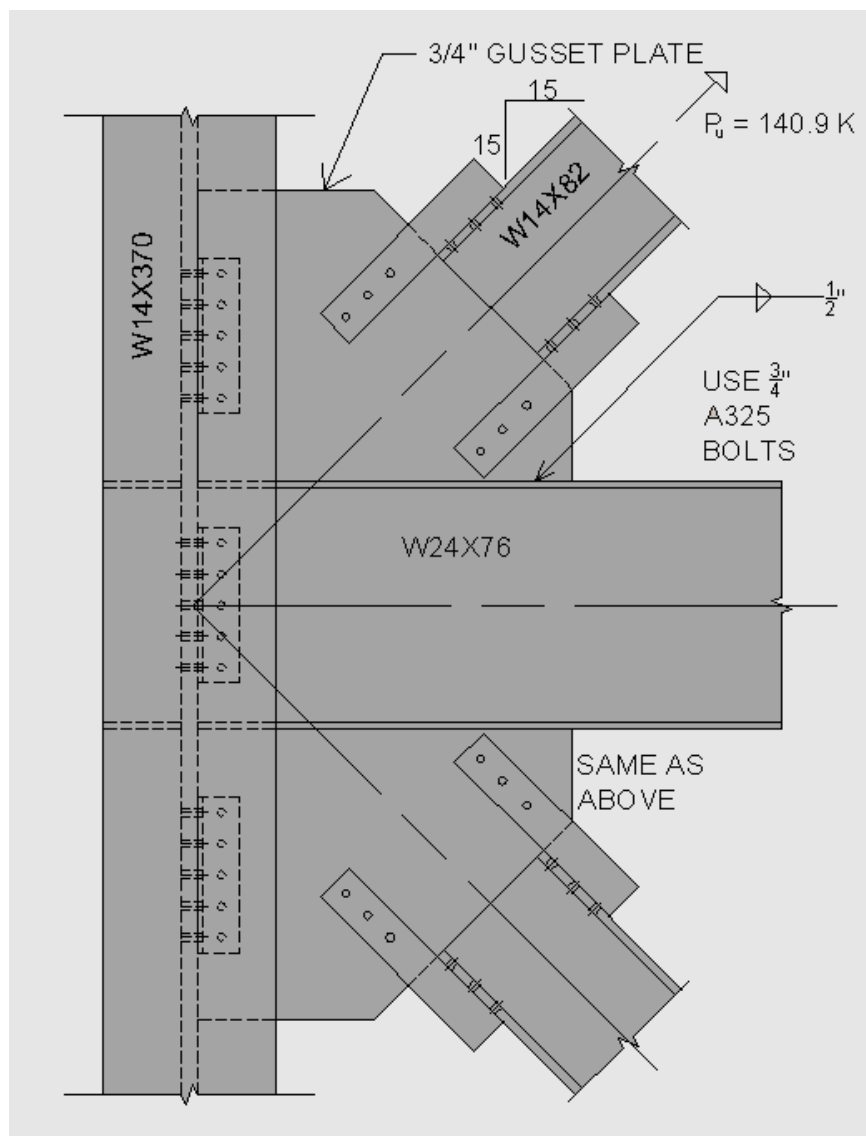 3/4" GUSSET PLATE
15
15
Pu = 140.9 K
W14X82
W14X370
1/2"
USE 3/4"
A325
BOLTS
W24X76
SAME AS
ABOVE